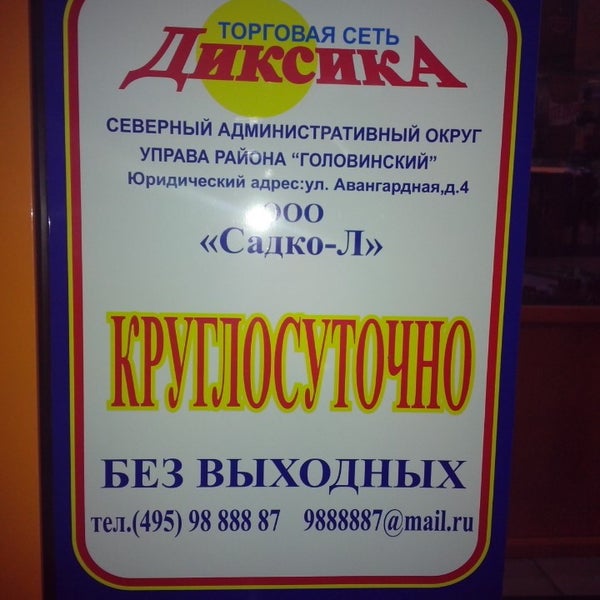 ТОРГОВАЯ СЕТЬ
ДИКСИКА
СЕВЕРНЫЙ АДМИНИСТРАТИВНЫЙ ОКРУГ
УПРАВА РАЙОНА "ГОЛОВИНСКИЙ"
Юридический адрес:ул. Авангардная,д.4
ООО
«Садко-Л»
КРУГЛОСУТОЧНО
БЕЗ ВЫХОДНЫХ
тел.(495) 98 888 87 9888887@mail.ru